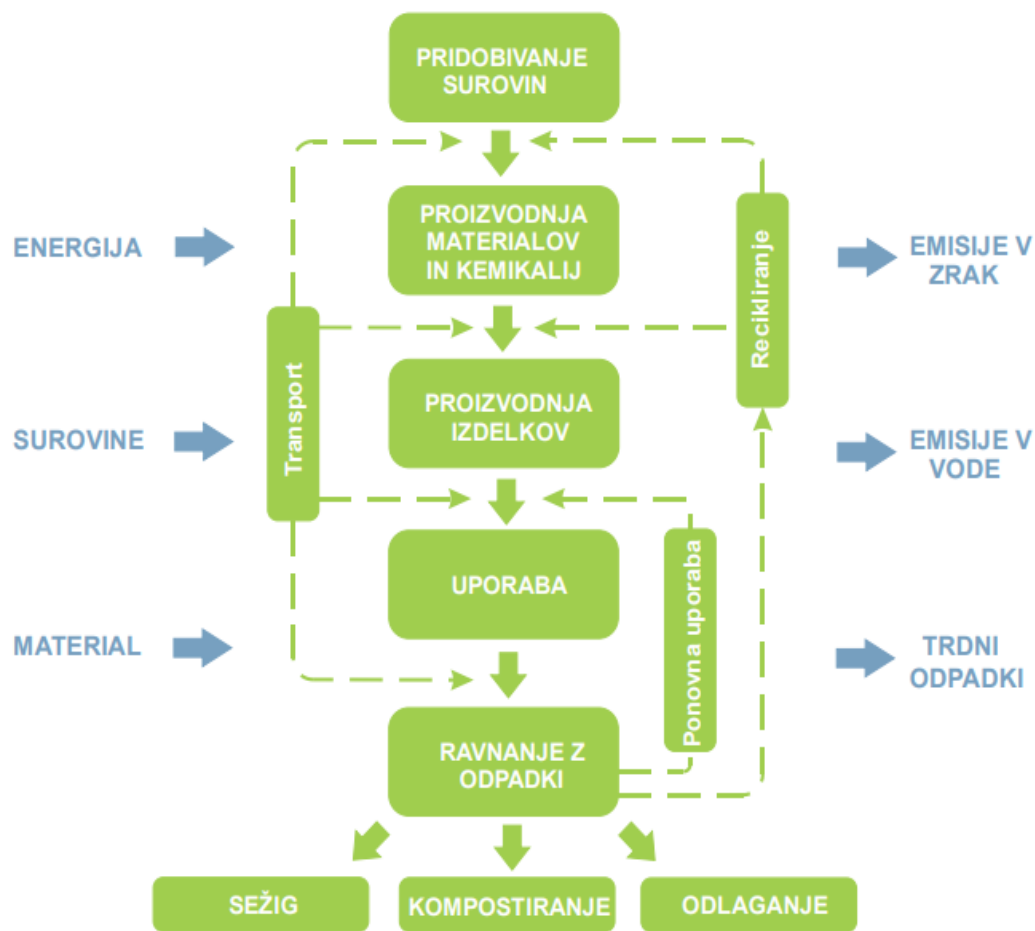 PRIDOBIVANJE
SUROVIN
PROIZVODNJA
MATERIALOV
IN KEMIKALIJ
ENERGIJA
Recikliranje
EMISIJE V
ZRAK
Transport
PROIZVODNJA
IZDELKOV
SUROVINE
EMISIJE V
VODE
UPORABA
Ponovna uporaba
MATERIAL
TRDNI
ODPADKI
RAVNANJE Z
ODPADKI
SEŽIG
KOMPOSTIRANJE
ODLAGANJE